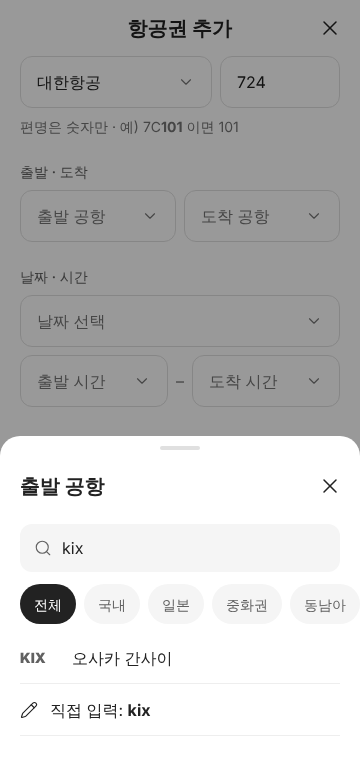 항공권 추가
대한항공 724
편명은 숫자만 · 예) 7C101 이면 101
출발 · 도착
출발 공항 도착 공항
날짜 · 시간
날짜 선택
출발 시간 – 도착 시간
출발 공항
kix
전체 국내 일본 중화권 동남아
KIX 오사카 간사이
직접 입력: kix